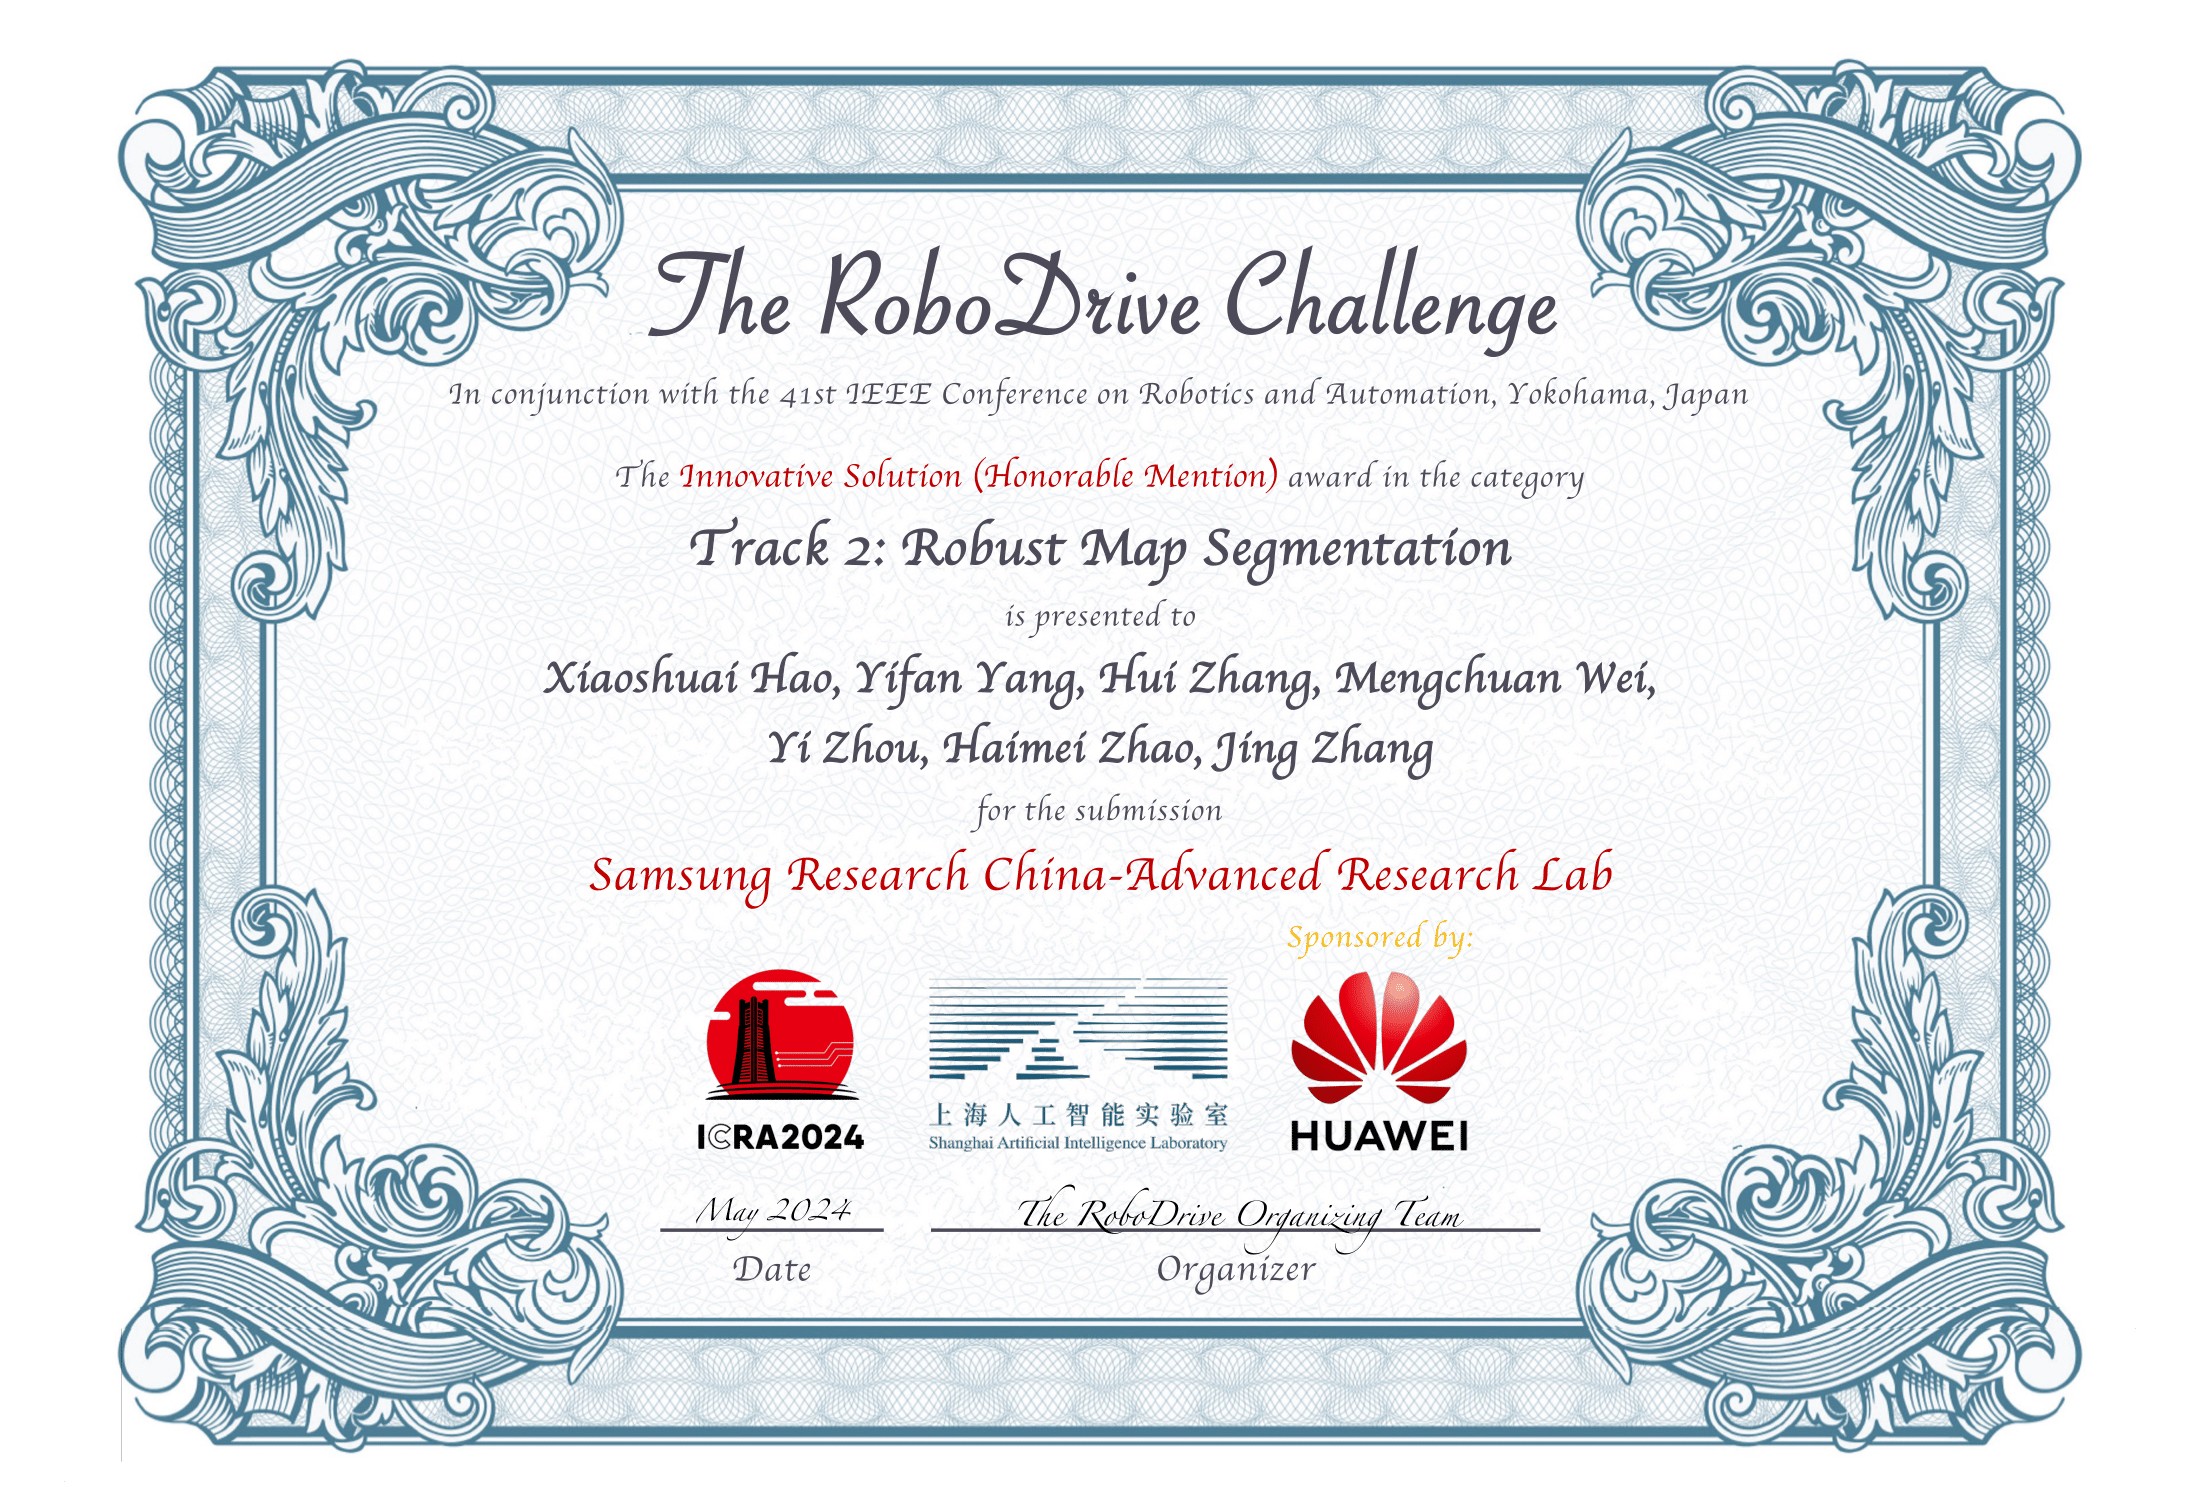 The RoboDrive Challenge
In conjunction with the 41st IEEE Conference on Robotics and Automation, Yokohama, Japan
The Innovative Solution (Honorable Mention) award in the category
Track 2: Robust Map Segmentation
is presented to
Xiaoshuai Hao, Yifan Yang, Hui Zhang, Mengchuan Wei,
Yi Zhou, Haimei Zhao, Jing Zhang
for the submission
Samsung Research China-Advanced Research Lab
Sponsored by:
ICRA2024
上海人工智能实验室
Shanghai Artificial Intelligence Laboratory
HUAWEI
May 2024
The RoboDrive Organizing Team
Date
Organizer